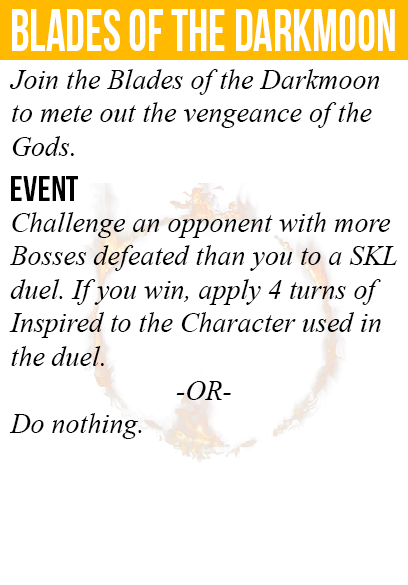 BLADES OF THE DARKMOON
Join the Blades of the Darkmoon
to mete out the vengeance of the
Gods.
EVENT
Challenge an opponent with more
Bosses defeated than you to a SKL
duel. If you win, apply 4 turns of
Inspired to the Character used in
the duel.
-OR-
Do nothing.